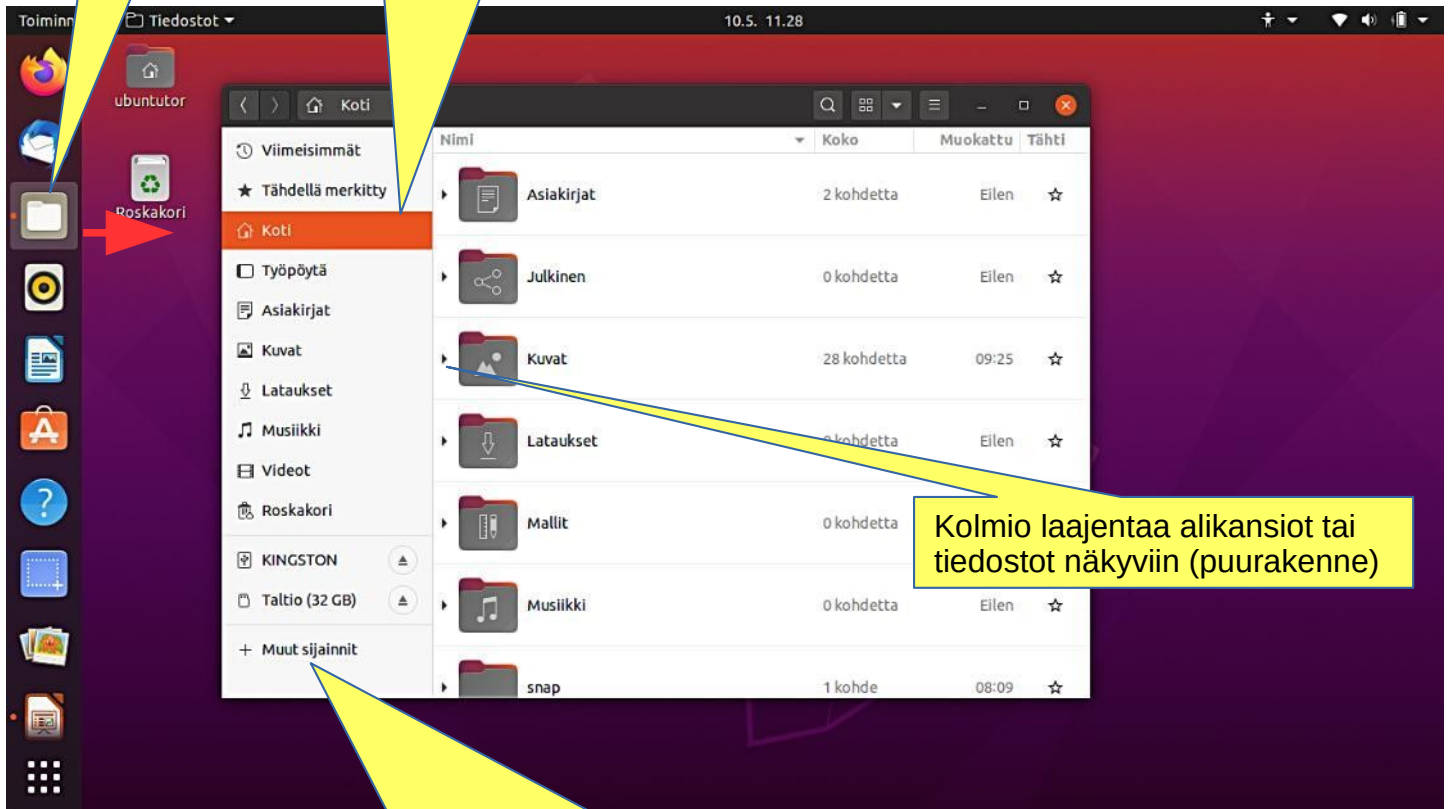 Tiedostot
10.5. 11.28
ubuntutor
Roskakori
Koti
Nimi Koko Muokattu Tähti
Viimeisimmät
Tähdellä merkitty
Koti
Työpöytä
Asiakirjat
Kuvat
Lataukset
Musiikki
Videot
Roskakori
KINGSTON
Taltio (32 GB)
Muut sijainnit
Asiakirjat 2 kohdetta Eilen
Julkinen 0 kohdetta Eilen
Kuvat 28 kohdetta 09:25
Lataukset kohdetta Eilen
Mallit 0 kohdetta
Musiikki 0 kohdetta Eilen
snap 1 kohde 08:09
Kolmio laajentaa alikansiot tai
tiedostot näkyviin (puurakenne)